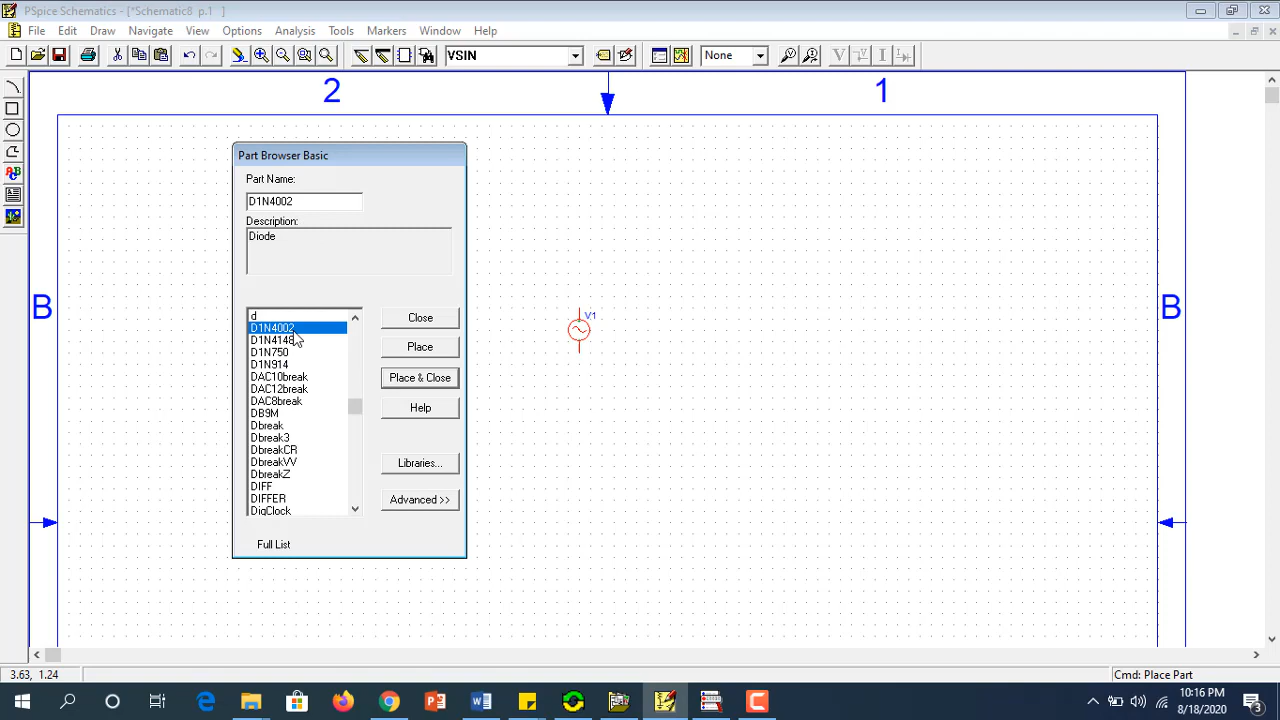 PSpice Schematics - [*Schematic8 p.1 ]
File Edit Draw Navigate View Options Analysis Tools Markers Window Help
VSIN
None
V
I
ABC
2
1
B
B
Part Browser Basic
Part Name:
D1N4002
Description:
Diode
d
D1N4002
D1N4148
D1N750
D1N914
DAC10break
DAC12break
DAC8break
DB9M
Dbreak
Dbreak3
DbreakCR
DbreakVV
DbreakZ
DIFF
DIFFER
DigClock
Close
Place
Place & Close
Help
Libraries...
Advanced >>
Full List
V1
3.63, 1.24
Cmd: Place Part
10:16 PM
8/18/2020
3